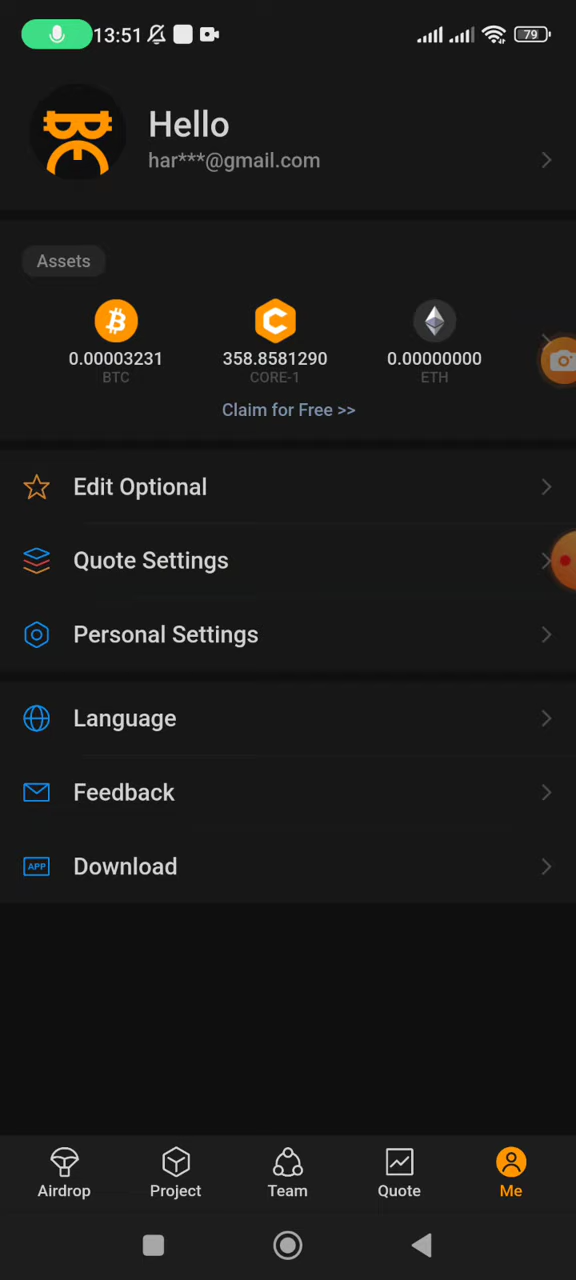 13:51
79
Hello
har***@gmail.com
Assets
0.00003231 358.8581290 0.00000000
BTC CORE-1 ETH
Claim for Free >>
Edit Optional
Quote Settings
Personal Settings
Language
Feedback
APP Download
Airdrop Project Team Quote Me